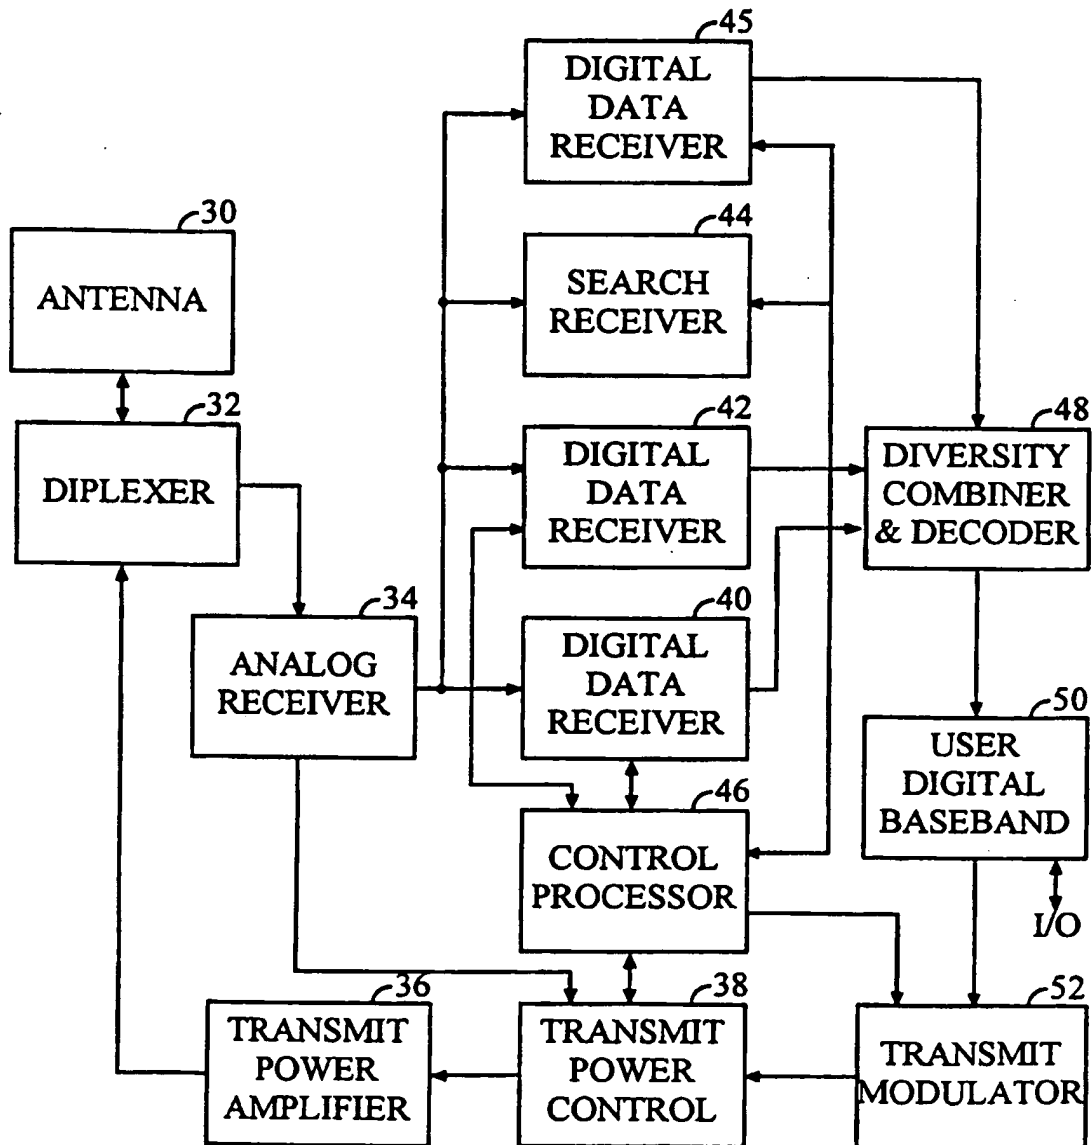 45
DIGITAL
DATA
RECEIVER
30
ANTENNA
44
SEARCH
RECEIVER
32
DIPLEXER
42
DIGITAL
DATA
RECEIVER
48
DIVERSITY
COMBINER
& DECODER
34
ANALOG
RECEIVER
40
DIGITAL
DATA
RECEIVER
50
USER
DIGITAL
BASEBAND
I/O
46
CONTROL
PROCESSOR
36
TRANSMIT
POWER
AMPLIFIER
38
TRANSMIT
POWER
CONTROL
52
TRANSMIT
MODULATOR